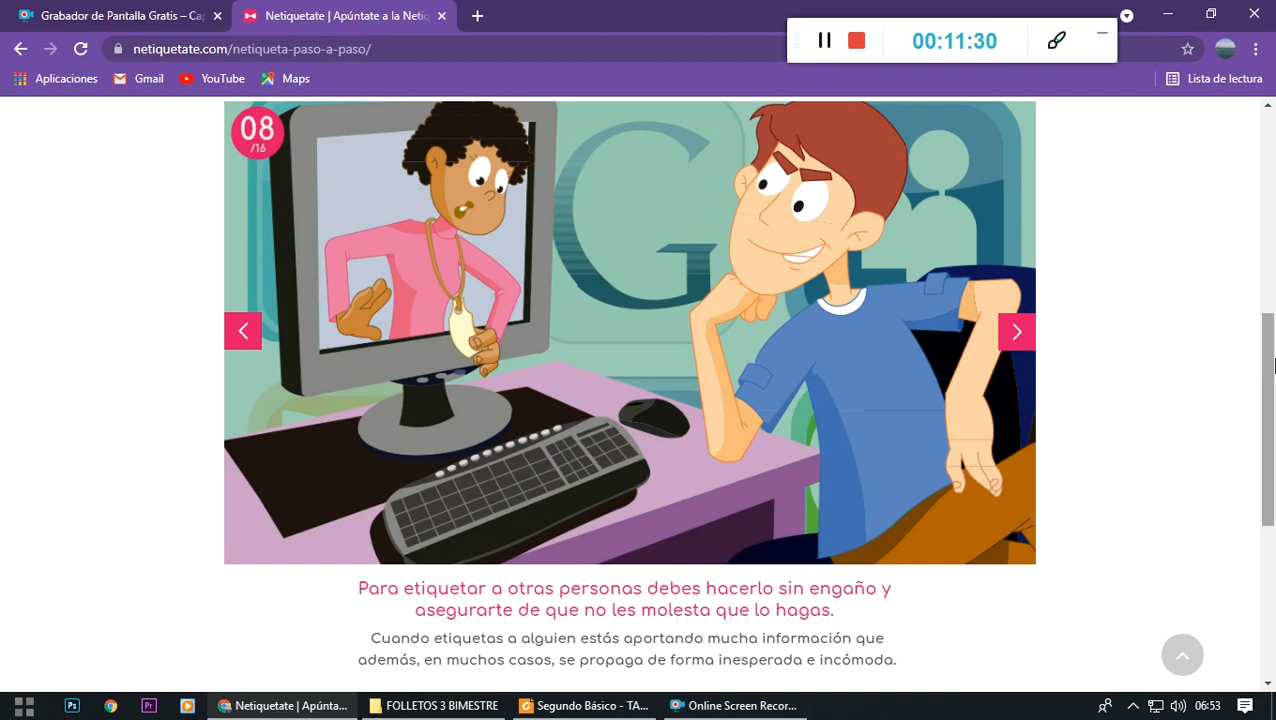 Grabador de Pantalla Gratis – Ca
Netiquetate | Apúntate a la Netiq
netiquetate.com/netiqueta-paso-a-paso/
00:11:30
Aplicaciones
Gmail
YouTube
Maps
Lista de lectura
08
/16
G
Para etiquetar a otras personas debes hacerlo sin engaño y
asegurarte de que no les molesta que lo hagas.
Cuando etiquetas a alguien estás aportando mucha información que
además, en muchos casos, se propaga de forma inesperada e incómoda.
Ps
Pr
Netiquetate | Apúnta...
FOLLETOS 3 BIMESTRE
Segundo Básico - TA...
Online Screen Recor...
06:53